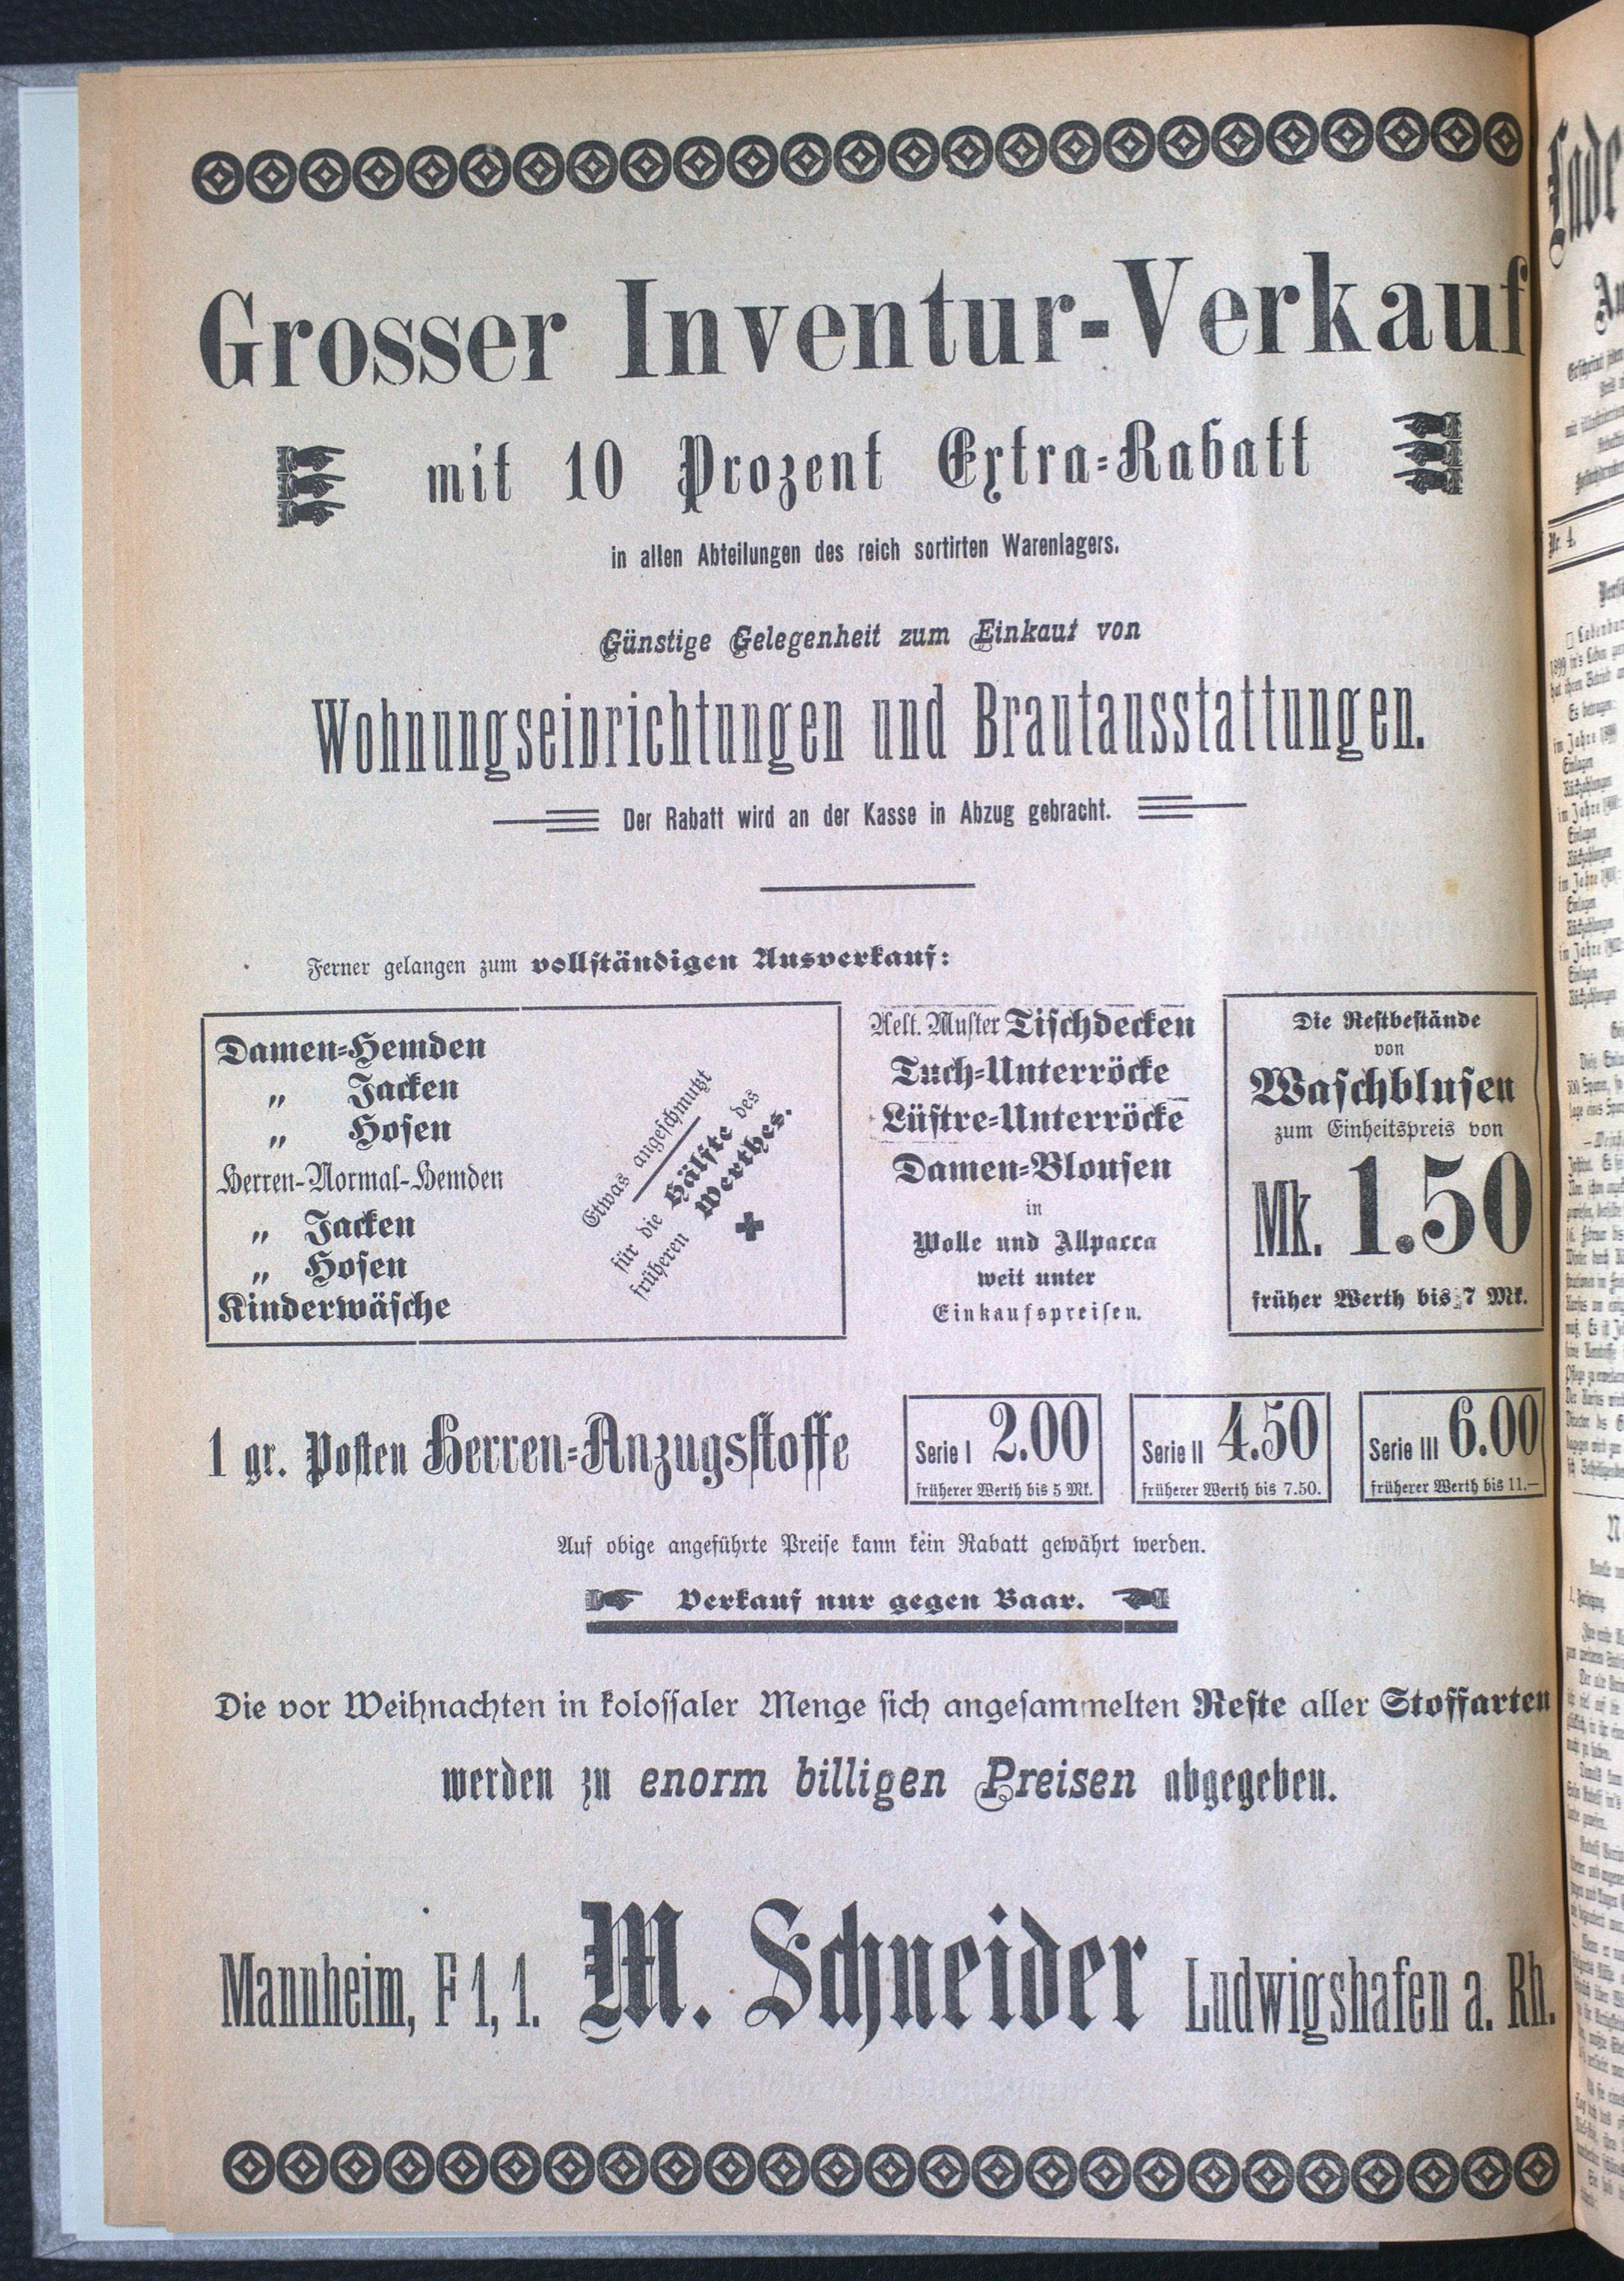 Grosser Inventur-Verkauf
mit 10 Prozent Extra-Rabatt
in allen Abteilungen des reich sortirten Warenlagers.
Günstige Gelegenheit zum Einkauf von
Wohnungseinrichtungen und Brautausstattungen.
Der Rabatt wird an der Kasse in Abzug gebracht.
Ferner gelangen zum vollständigen Ausverkauf:
Damen-Hemden
„ Jacken
„ Hosen
Herren-Normal-Hemden
„ Jacken
„ Hosen
Kinderwäsche
Etwas angeschmutzt
für die Hälfte des
früheren Werthes.
Aelt. Muster Tischdecken
Tuch-Unterröcke
Lüstre-Unterröcke
Damen-Blousen
in
Wolle und Allpacca
weit unter
Einkaufspreisen.
Die Restbestände
von
Waschblusen
zum Einheitspreis von
Mk. 1.50
früher Werth bis 7 Mk.
1 gr. Posten Herren-Anzugsstoffe
Serie I 2.00
früherer Werth bis 5 Mk.
Serie II 4.50
früherer Werth bis 7.50.
Serie III 6.00
früherer Werth bis 11.—
Auf obige angeführte Preise kann kein Rabatt gewährt werden.
Verkauf nur gegen Baar.
Die vor Weihnachten in kolossaler Menge sich angesammelten Reste aller Stoffarten
werden zu enorm billigen Preisen abgegeben.
Mannheim, F 1, 1. M. Schneider Ludwigshafen a. Rh.
Nr. 4.